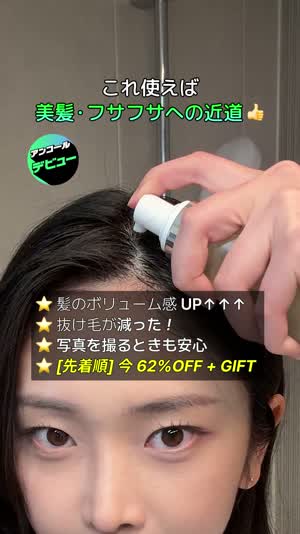 これ使えば
美髪・フサフサへの近道👍
アンコール
デビュー
⭐ 髪のボリューム感 UP↑↑↑
⭐ 抜け毛が減った！
⭐ 写真を撮るときも安心
⭐ [先着順] 今 62%OFF + GIFT